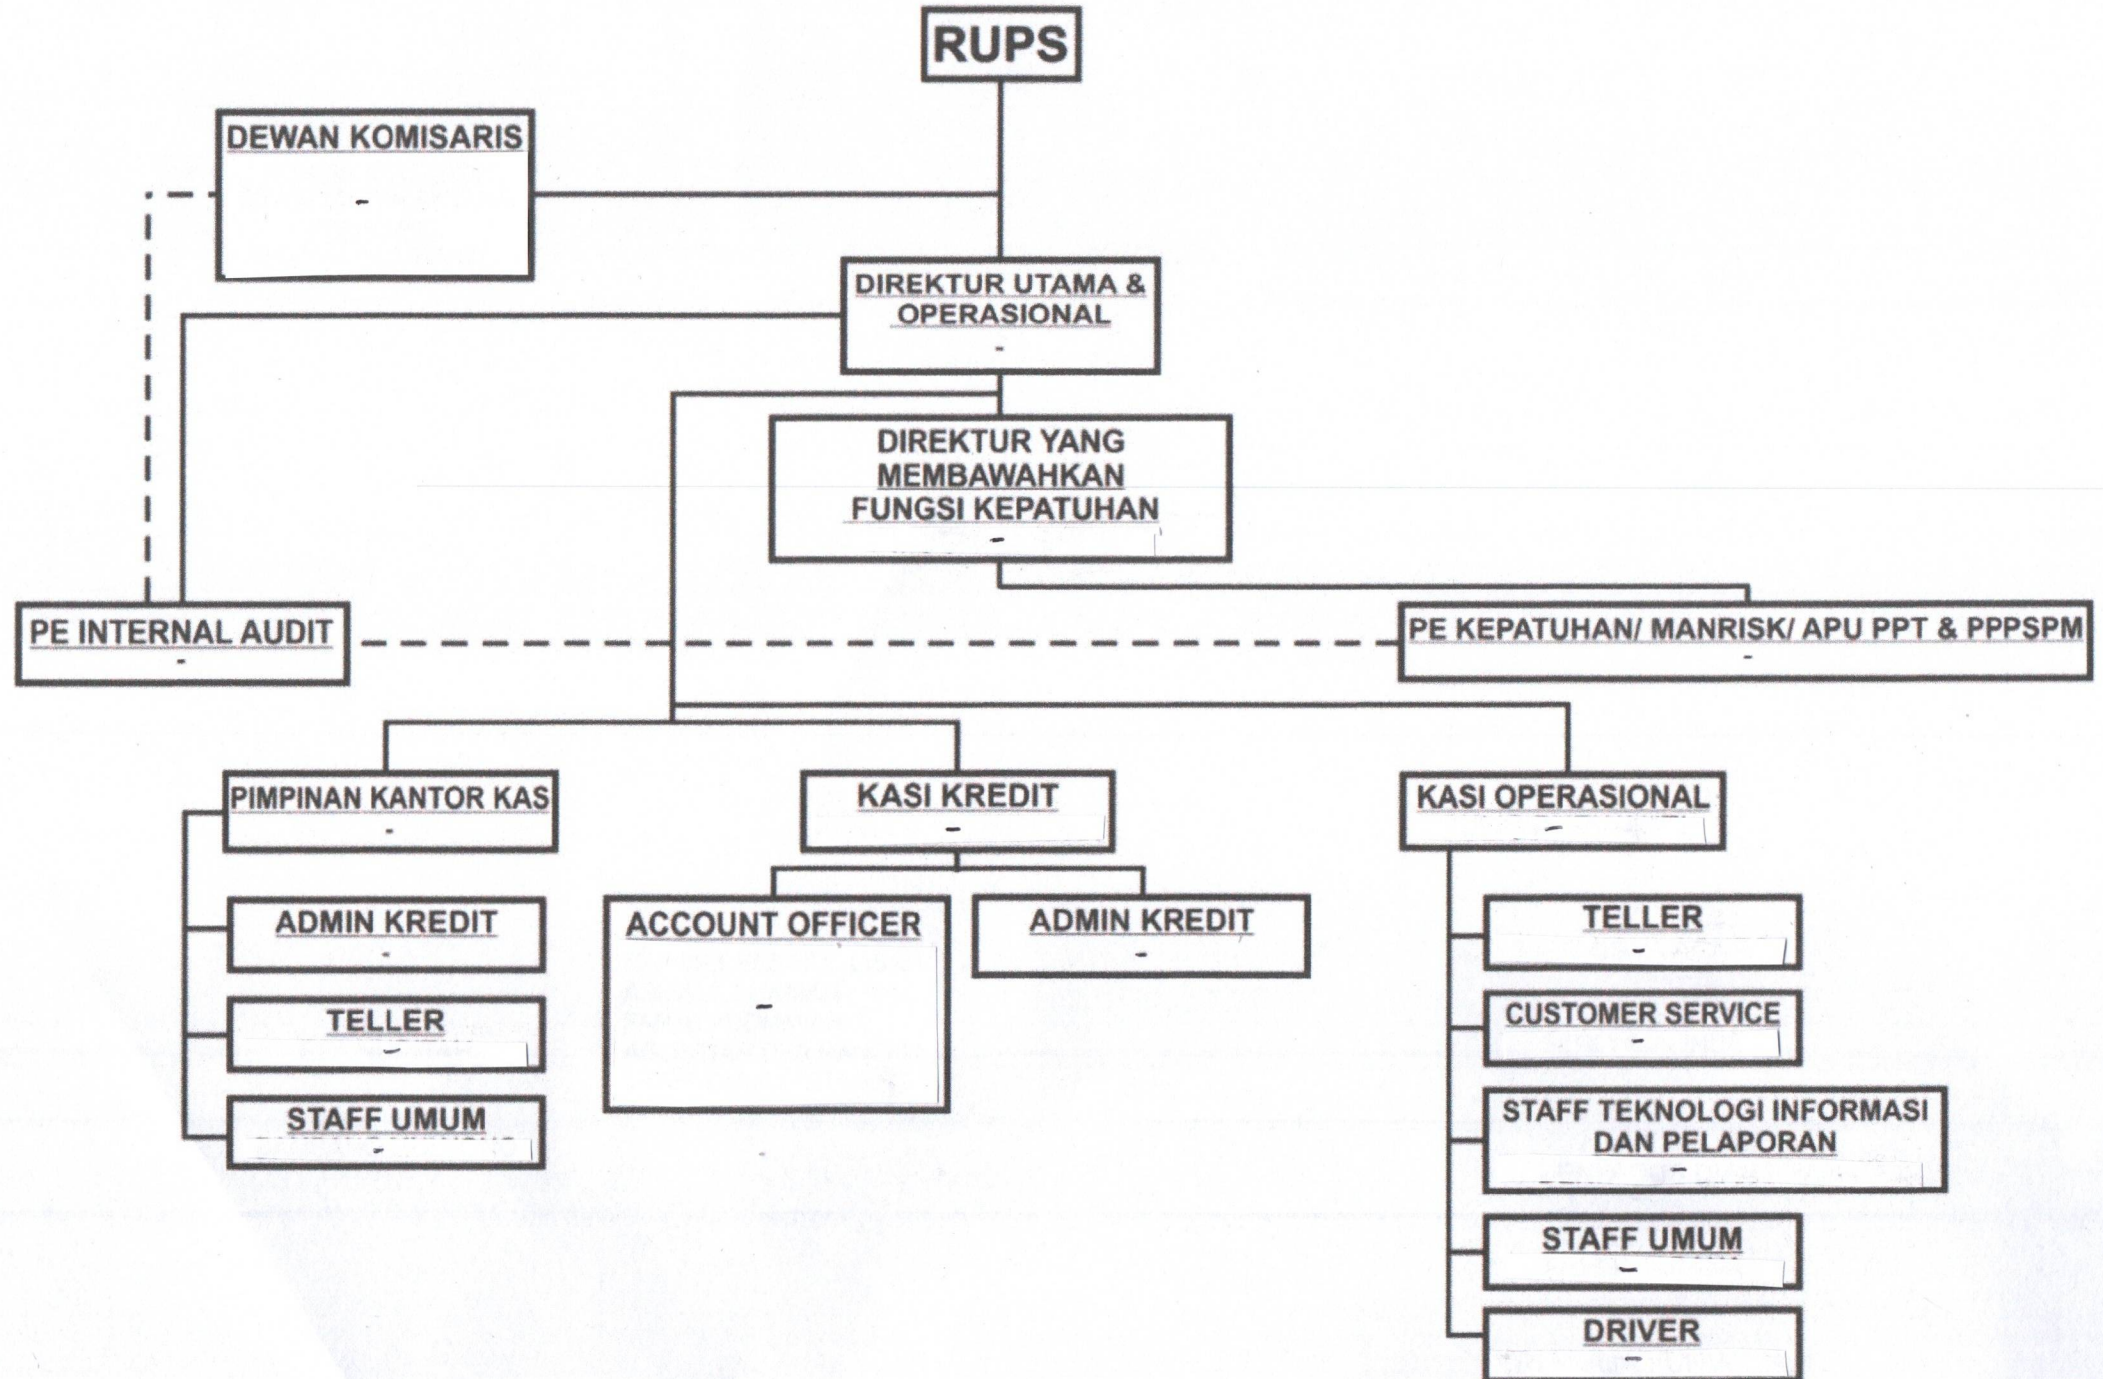 RUPS
DEWAN KOMISARIS
-
DIREKTUR UTAMA &
OPERASIONAL
-
DIREKTUR YANG
MEMBAWAHKAN
FUNGSI KEPATUHAN
-
PE INTERNAL AUDIT
-
PE KEPATUHAN/ MANRISK/ APU PPT & PPPSPM
-
PIMPINAN KANTOR KAS
-
KASI KREDIT
-
KASI OPERASIONAL
-
ADMIN KREDIT
-
TELLER
-
STAFF UMUM
-
ACCOUNT OFFICER
-
ADMIN KREDIT
-
TELLER
-
CUSTOMER SERVICE
-
STAFF TEKNOLOGI INFORMASI
DAN PELAPORAN
-
STAFF UMUM
-
DRIVER
-